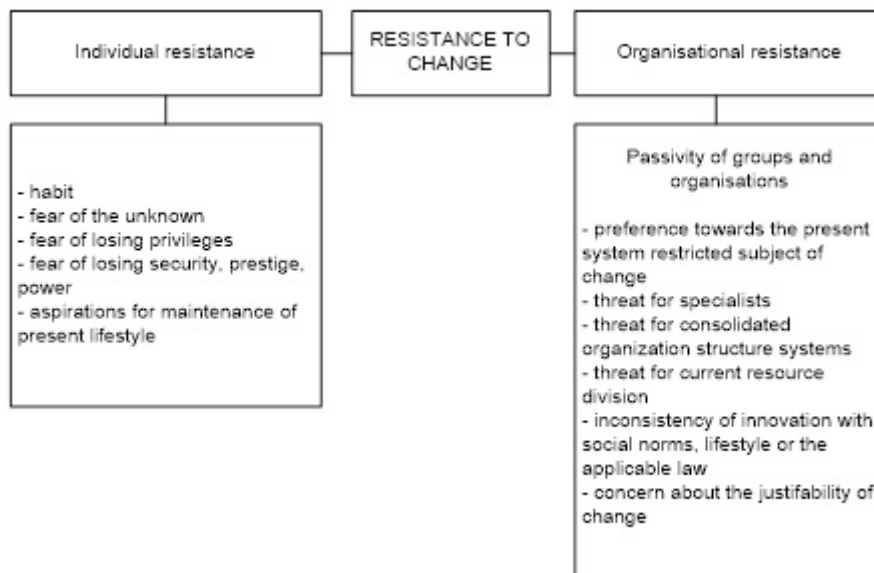 Individual resistance
RESISTANCE TO
CHANGE
Organisational resistance
- habit
- fear of the unknown
- fear of losing privileges
- fear of losing security, prestige,
power
- aspirations for maintenance of
present lifestyle
Passivity of groups and
organisations
- preference towards the present
system restricted subject of
change
- threat for specialists
- threat for consolidated
organization structure systems
- threat for current resource
division
- inconsistency of innovation with
social norms, lifestyle or the
applicable law
- concern about the justifability of
change